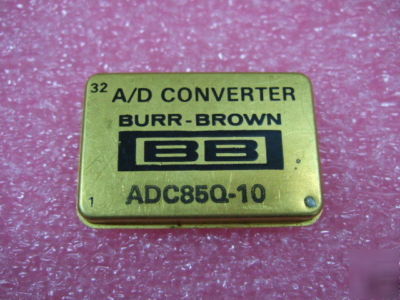 32 A/D CONVERTER
BURR-BROWN
BB
1 ADC85Q-10